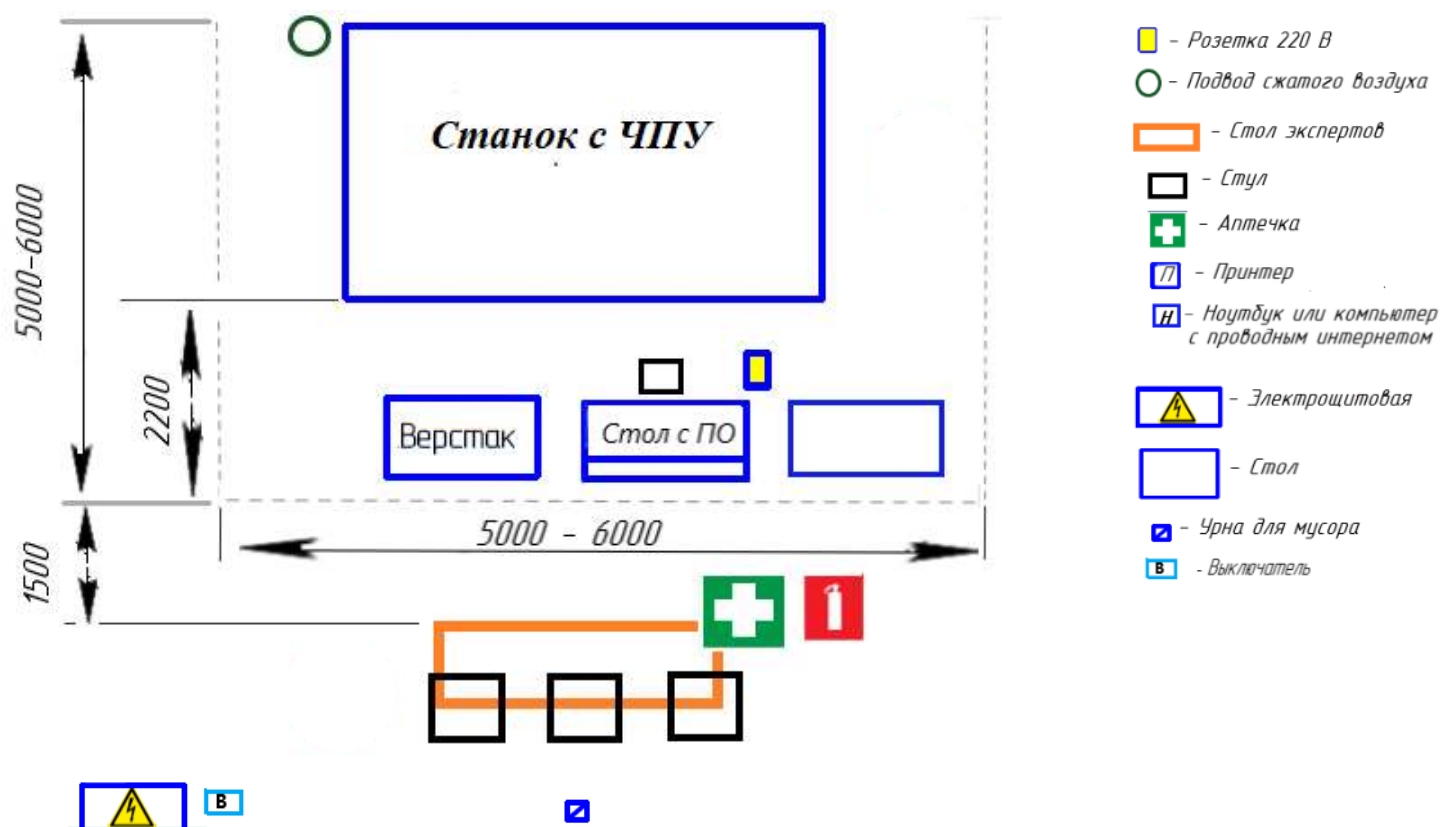 Станок с ЧПУ
5000-6000
2200
Верстак
Стол с ПО
5000 - 6000
1500
В
- Розетка 220 В
- Подвод сжатого воздуха
- Стол экспертов
- Стул
- Аптечка
П - Принтер
Н - Ноутбук или компьютер
с проводным интернетом
- Электрощитовая
- Стол
- Урна для мусора
В - Выключатель